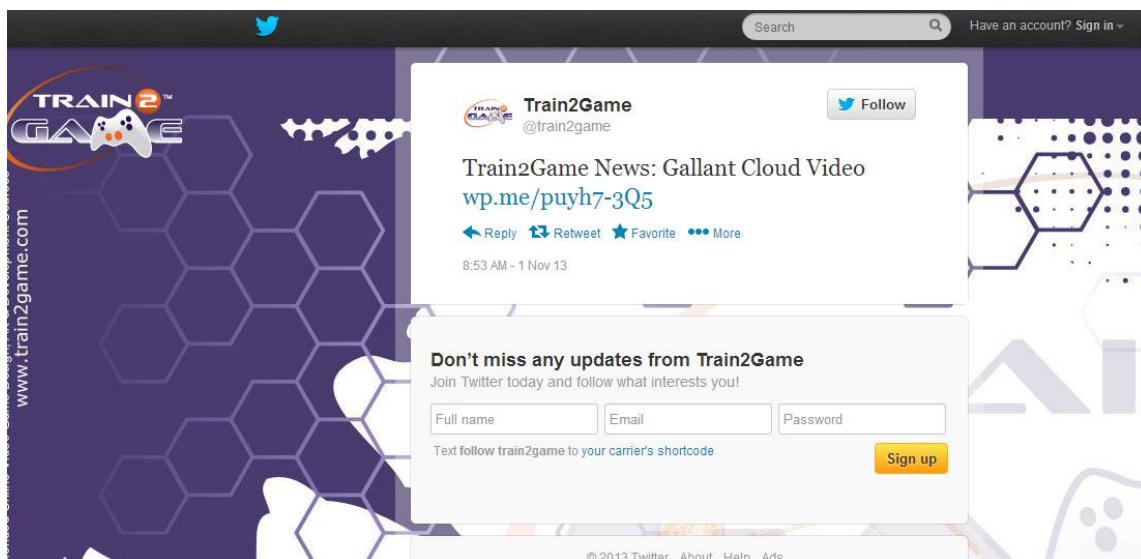 Search
Have an account? Sign in
TRAIN2™
GAME
Train2Game
@train2game
Follow
Train2Game News: Gallant Cloud Video
wp.me/puyh7-3Q5
Reply Retweet Favorite More
8:53 AM - 1 Nov 13
www.train2game.com
Don't miss any updates from Train2Game
Join Twitter today and follow what interests you!
Full name Email Password
Text follow train2game to your carrier's shortcode
Sign up
© 2013 Twitter About Help Ads